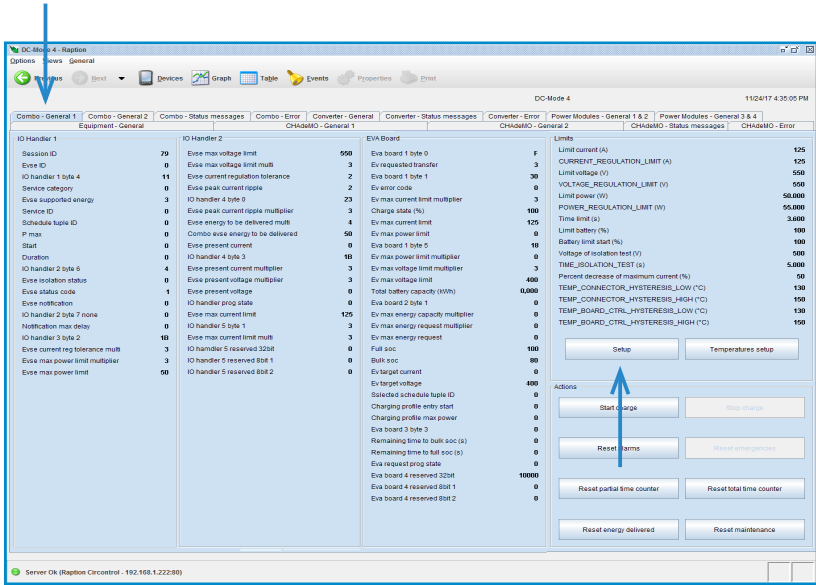 DC-Mode 4 - Raption
Options Views General
Previous Next Devices Graph Table Events Properties Print
DC-Mode 4 11/24/17 4:35:05 PM
Combo - General 1 Combo - General 2 Combo - Status messages Combo - Error Converter - General Converter - Status messages Converter - Error Power Modules - General 1 & 2 Power Modules - General 3 & 4
Equipment - General CHAdeMO - General 1 CHAdeMO - General 2 CHAdeMO - Status messages CHAdeMO - Error
IO Handler 1
Session ID 79
Evse ID 0
IO handler 1 byte 4 11
Service category 0
Evse supported energy 3
Service ID 0
Schedule tuple ID 0
P max 0
Start 0
Duration 0
IO handler 2 byte 6 4
Evse isolation status 0
Evse status code 1
Evse notification 0
IO handler 2 byte 7 none 0
Notification max delay 0
IO handler 3 byte 2 1B
Evse current reg tolerance multi 3
Evse max power limit multiplier 3
Evse max power limit 50
IO Handler 2
Evse max voltage limit 550
Evse max voltage limit multi 3
Evse current regulation tolerance 2
Evse peak current ripple 2
IO handler 4 byte 0 23
Evse peak current ripple multiplier 3
Evse energy to be delivered multi 4
Combo evse energy to be delivered 50
Evse present current 0
IO handler 4 byte 3 1B
Evse present current multiplier 3
Evse present voltage multiplier 3
Evse present voltage 0
IO handler prog state 0
Evse max current limit 125
IO handler 5 byte 1 3
Evse max current limit multi 3
IO hamdler 5 reserved 32bit 0
IO handler 5 reserved 8bit 1 0
IO handler 5 reserved 8bit 2 0
EVA Board
Eva board 1 byte 0 F
Ev requested transfer 3
Eva board 1 byte 1 30
Ev error code 0
Ev max current limit multiplier 3
Charge state (%) 100
Ev max current limit 125
Ev max power limit 0
Eva board 1 byte 5 18
Ev max power limit multiplier 0
Ev max voltage limit multiplier 3
Ev max voltage limit 400
Total battery capacity (kWh) 0,000
Eva board 2 byte 1 0
Ev max energy capacity multiplier 0
Ev max energy request multiplier 0
Ev max energy request 0
Full soc 100
Bulk soc 80
Ev target current 0
Ev target voltage 400
Sslected schedule tuple ID 0
Charging profile entry start 0
Charging profile max power 0
Eva board 3 byte 3 0
Remaining time to bulk soc (s) 0
Remaining time to full soc (s) 0
Eva request prog state 0
Eva board 4 reserved 32bit 10000
Eva board 4 reserved 8bit 1 0
Eva board 4 reserved 8bit 2 0
Limits
Limit current (A) 125
CURRENT_REGULATION_LIMIT (A) 125
Limit voltage (V) 550
VOLTAGE_REGULATION_LIMIT (V) 550
Limit power (W) 50.000
POWER_REGULATION_LIMIT (W) 55.000
Time limit (s) 3.600
Limit battery (%) 100
Battery limit start (%) 100
Voltage of isolation test (V) 500
TIME_ISOLATION_TEST (s) 5.000
Percent decrease of maximum current (%) 50
TEMP_CONNECTOR_HYSTERESIS_LOW (°C) 130
TEMP_CONNECTOR_HYSTERESIS_HIGH (°C) 150
TEMP_BOARD_CTRL_HYSTERESIS_LOW (°C) 130
TEMP_BOARD_CTRL_HYSTERESIS_HIGH (°C) 150
Setup Temperatures setup
Actions
Start charge Stop charge
Reset alarms Reset emergencies
Reset partial time counter Reset total time counter
Reset energy delivered Reset maintenance
Server Ok (Raption Circontrol - 192.168.1.222:80)